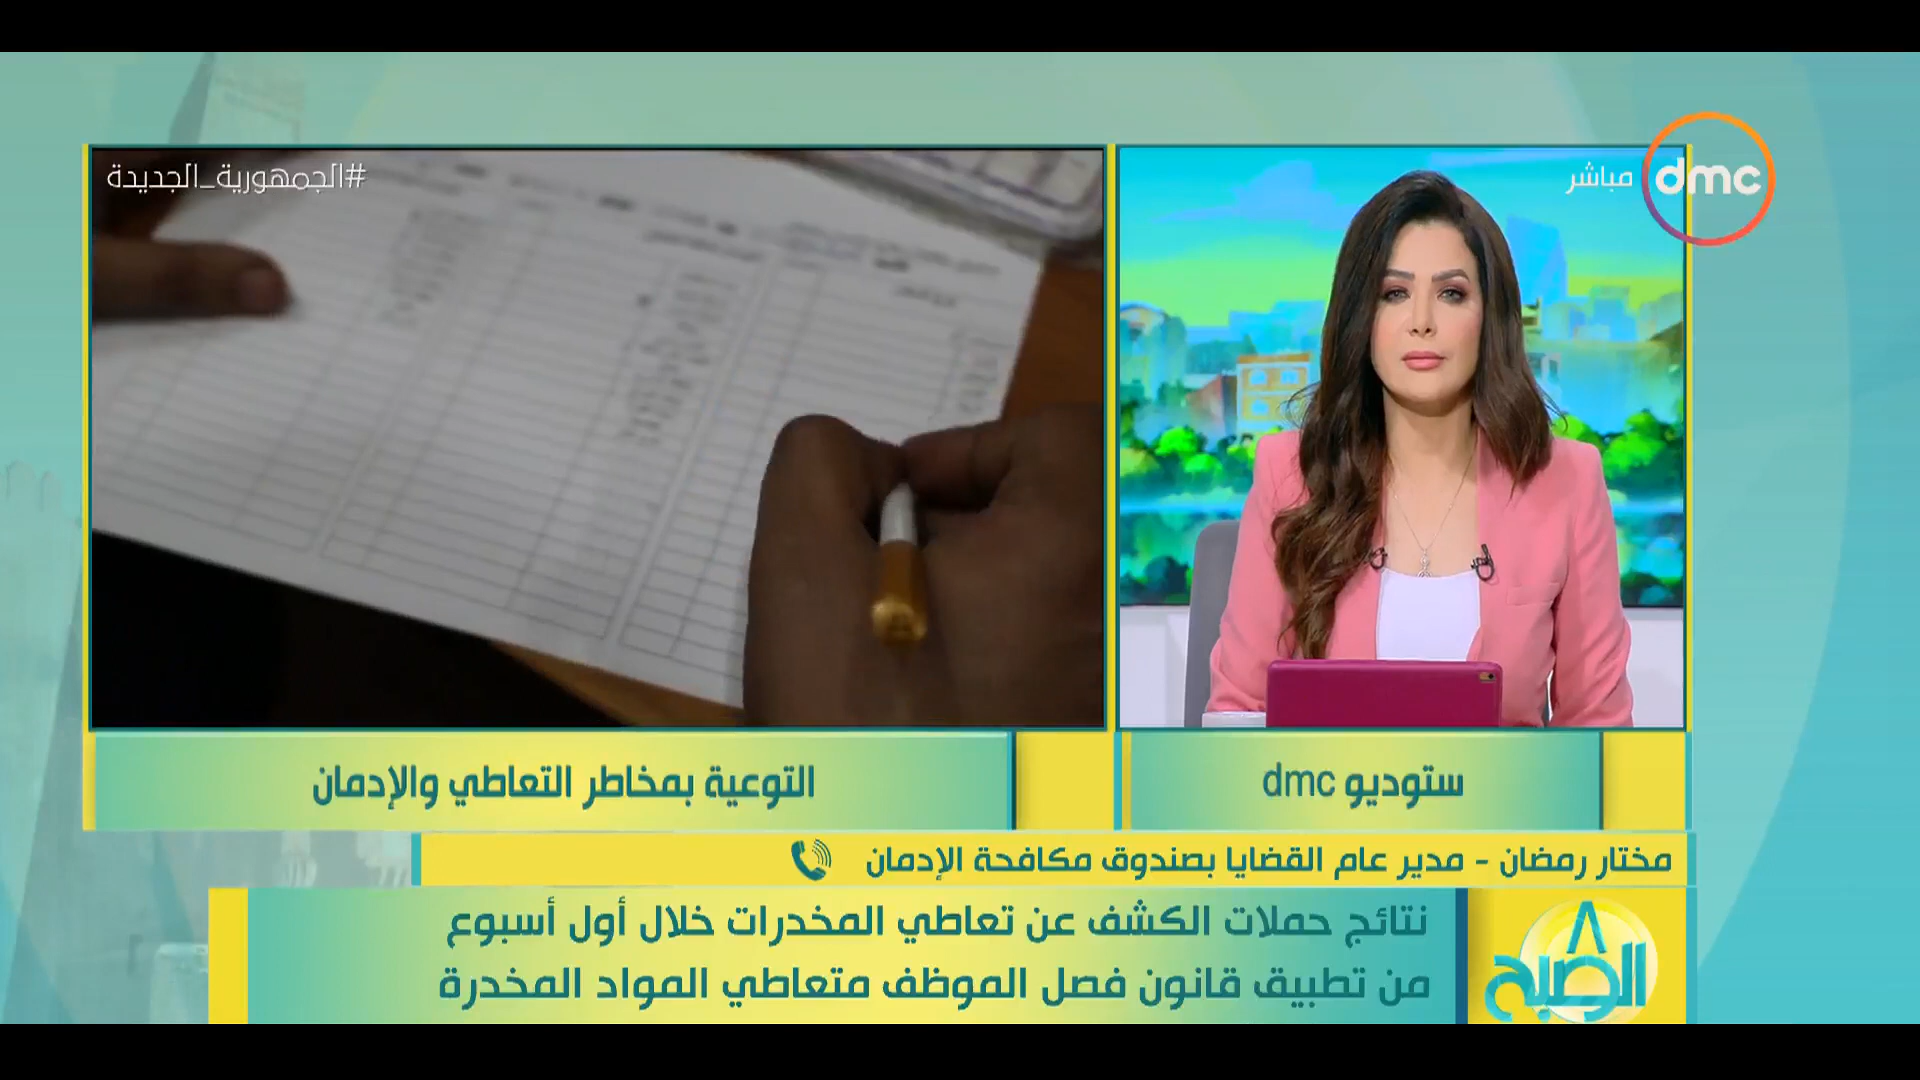 #الجمهورية_الجديدة
مباشر
dmc
التوعية بمخاطر التعاطي والإدمان
ستوديو dmc
مختار رمضان - مدير عام القضايا بصندوق مكافحة الإدمان
نتائج حملات الكشف عن تعاطي المخدرات خلال أول أسبوع
من تطبيق قانون فصل الموظف متعاطي المواد المخدرة
٨ الصبح